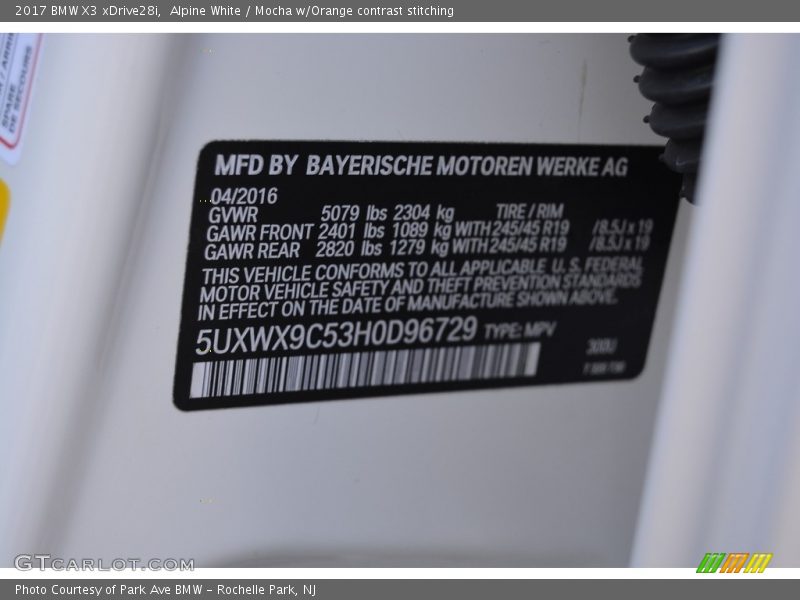 2017 BMW X3 xDrive28i,  Alpine White / Mocha w/Orange contrast stitching
SPARE
DE SECOURS
MFD BY BAYERISCHE MOTOREN WERKE AG
04/2016
GVWR 5079 lbs 2304 kg TIRE / RIM
GAWR FRONT 2401 lbs 1089 kg WITH 245/45 R19 /8.5J x 19
GAWR REAR 2820 lbs 1279 kg WITH 245/45 R19 /8.5J x 19
THIS VEHICLE CONFORMS TO ALL APPLICABLE U. S. FEDERAL
MOTOR VEHICLE SAFETY AND THEFT PREVENTION STANDARDS
IN EFFECT ON THE DATE OF MANUFACTURE SHOWN ABOVE.
5UXWX9C53H0D96729 TYPE: MPV
300U
GTCARLOT.COM
Photo Courtesy of Park Ave BMW – Rochelle Park, NJ